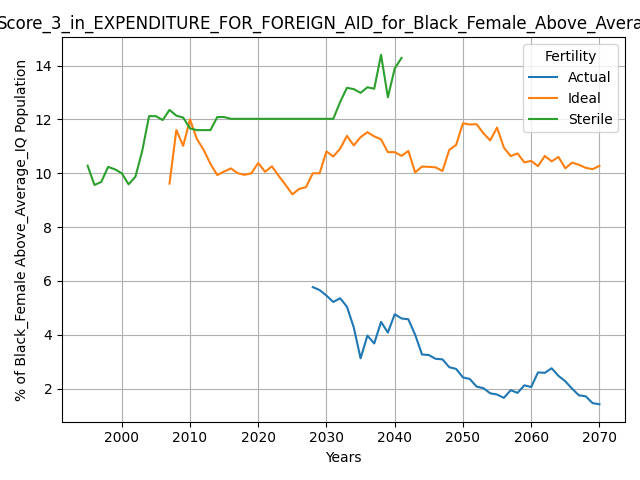 Score_3_in_EXPENDITURE_FOR_FOREIGN_AID_for_Black_Female_Above_Avera
% of Black_Female Above_Average_IQ Population
14
12
10
8
6
4
2
Fertility
Actual
Ideal
Sterile
2000 2010 2020 2030 2040 2050 2060 2070
Years